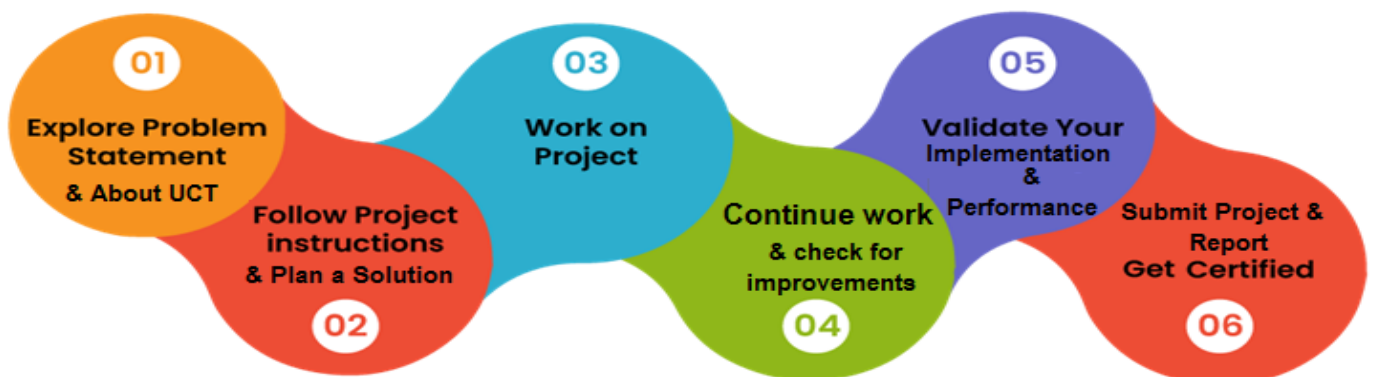 01
Explore Problem
Statement
& About UCT
Follow Project
instructions
& Plan a Solution
02
03
Work on
Project
Continue work
& check for
improvements
04
05
Validate Your
Implementation
&
Performance
Submit Project &
Report
Get Certified
06